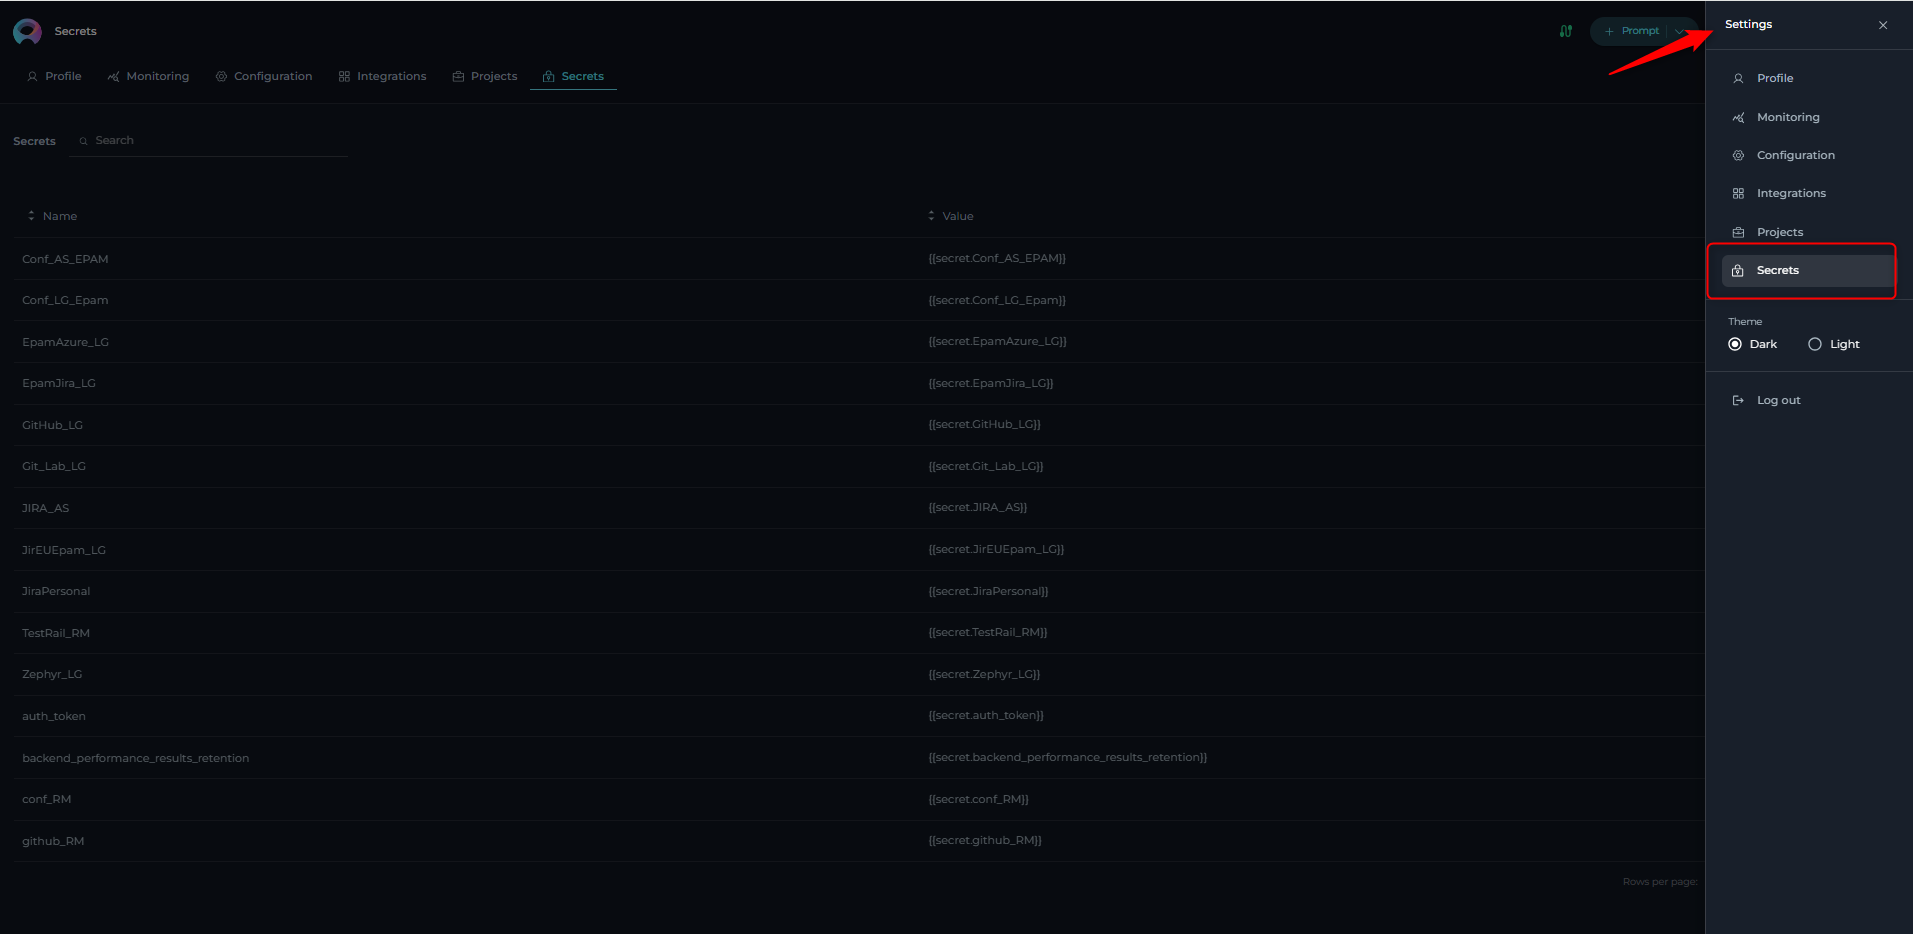 Secrets
Prompt
Settings
Profile
Monitoring
Configuration
Integrations
Projects
Secrets
Secrets
Search
Name
Value
Conf_AS_EPAM
{{secret.Conf_AS_EPAM}}
Conf_LG_Epam
{{secret.Conf_LG_Epam}}
EpamAzure_LG
{{secret.EpamAzure_LG}}
EpamJira_LG
{{secret.EpamJira_LG}}
GitHub_LG
{{secret.GitHub_LG}}
Git_Lab_LG
{{secret.Git_Lab_LG}}
JIRA_AS
{{secret.JIRA_AS}}
JirEUEpam_LG
{{secret.JirEUEpam_LG}}
JiraPersonal
{{secret.JiraPersonal}}
TestRail_RM
{{secret.TestRail_RM}}
Zephyr_LG
{{secret.Zephyr_LG}}
auth_token
{{secret.auth_token}}
backend_performance_results_retention
{{secret.backend_performance_results_retention}}
conf_RM
{{secret.conf_RM}}
github_RM
{{secret.github_RM}}
Rows per page:
Profile
Monitoring
Configuration
Integrations
Projects
Secrets
Theme
Dark
Light
Log out